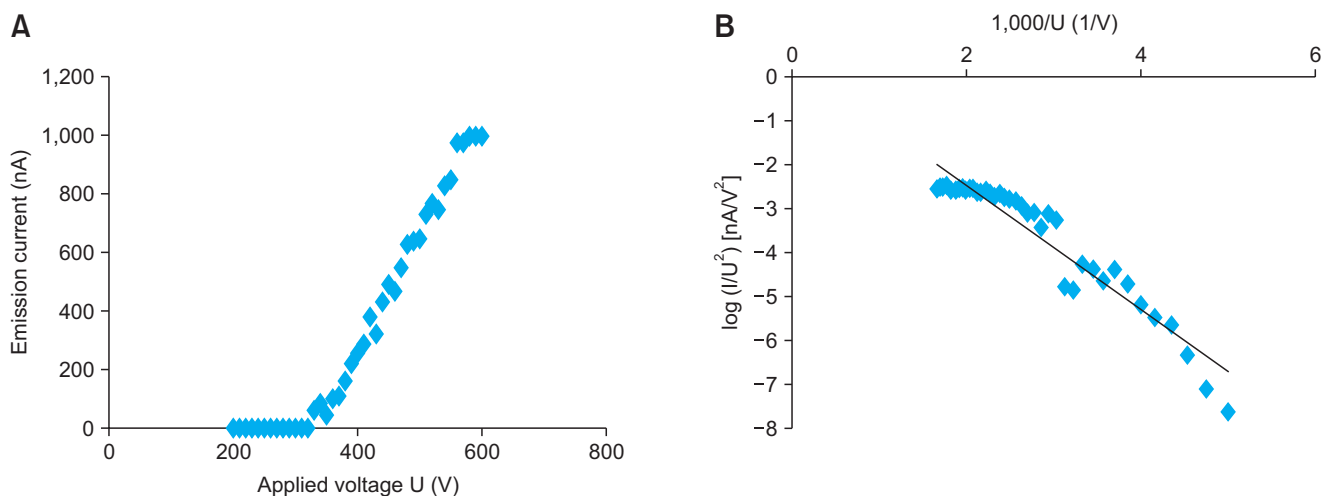 A
Emission current (nA)
1,200
1,000
800
600
400
200
0
0 200 400 600 800
Applied voltage U (V)
B
1,000/U (1/V)
0 2 4 6
log (I/U²) [nA/V²]
0
−1
−2
−3
−4
−5
−6
−7
−8